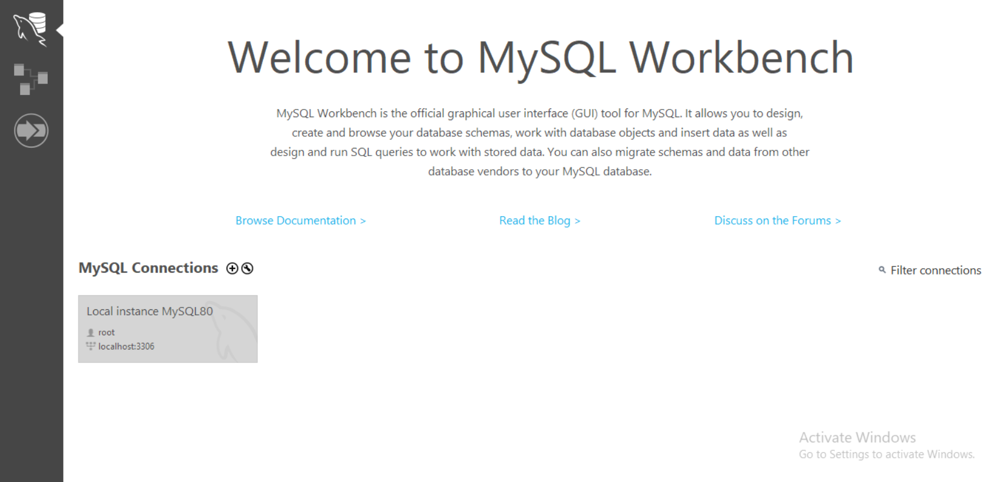 Welcome to MySQL Workbench
MySQL Workbench is the official graphical user interface (GUI) tool for MySQL. It allows you to design,
create and browse your database schemas, work with database objects and insert data as well as
design and run SQL queries to work with stored data. You can also migrate schemas and data from other
database vendors to your MySQL database.
Browse Documentation >
Read the Blog >
Discuss on the Forums >
MySQL Connections
Filter connections
Local instance MySQL80
root
localhost:3306
Activate Windows
Go to Settings to activate Windows.